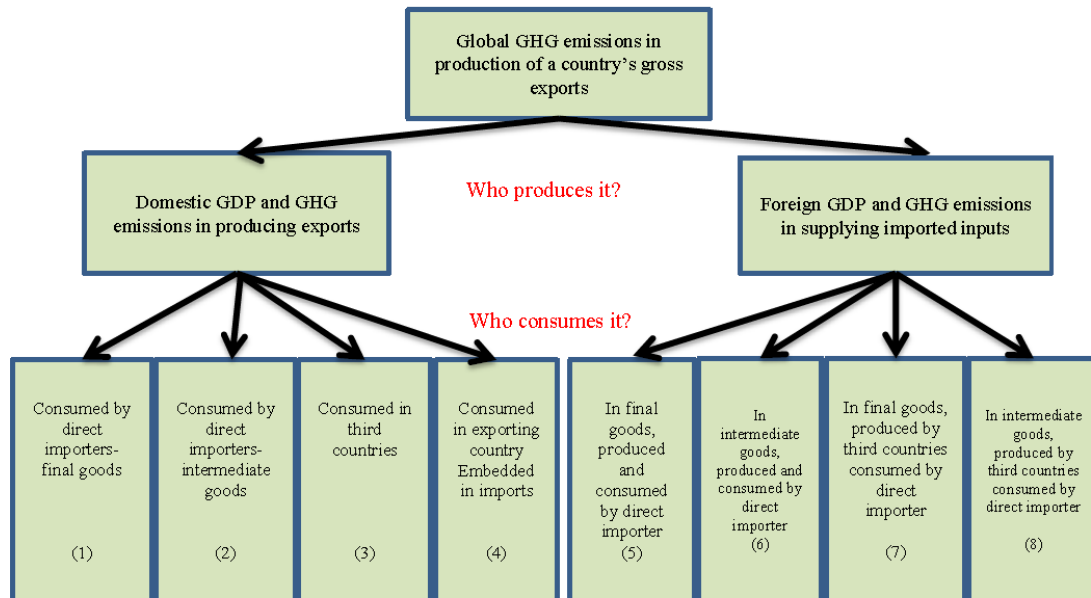 Global GHG emissions in
production of a country's gross
exports
Who produces it?
Domestic GDP and GHG
emissions in producing exports
Foreign GDP and GHG emissions
in supplying imported inputs
Who consumes it?
Consumed by
direct
importers-
final goods
(1)
Consumed by
direct
importers-
intermediate
goods
(2)
Consumed in
third
countries
(3)
Consumed
in exporting
country
Embedded
in imports
(4)
In final
goods,
produced
and
consumed
by direct
importer
(5)
In
intermediate
goods,
produced and
consumed by
direct
importer
(6)
In final goods,
produced by
third countries
consumed by
direct
importer
(7)
In intermediate
goods,
produced by
third countries
consumed by
direct importer
(8)